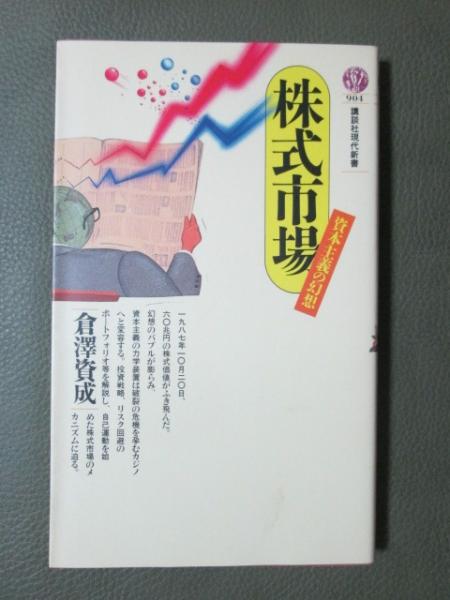 904
講談社現代新書
株式市場
資本主義の幻想
一九八七年一〇月二〇日、
六〇兆円の株式価値がふき飛んだ。
幻想のバブルが膨らみ、
資本主義の力学装置は破裂の危機を孕むカジノ
へと変容する。投資戦略、リスク回避の
ポートフォリオ等を解説し、自己運動を始
めた株式市場のメ
カニズムに迫る。
倉澤資成